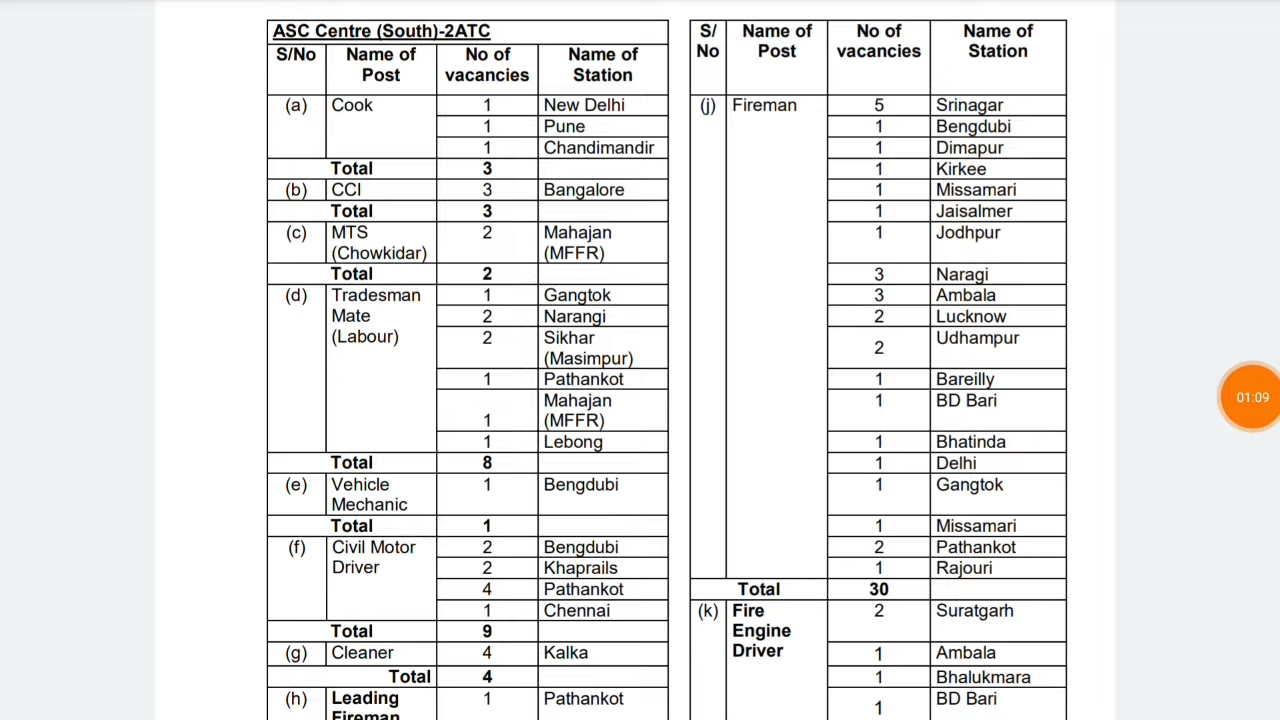 ASC Centre (South)-2ATC
S/No Name of Post No of vacancies Name of Station
(a) Cook 1 New Delhi
1 Pune
1 Chandimandir
Total 3
(b) CCI 3 Bangalore
Total 3
(c) MTS (Chowkidar) 2 Mahajan (MFFR)
Total 2
(d) Tradesman Mate (Labour) 1 Gangtok
2 Narangi
2 Sikhar (Masimpur)
1 Pathankot
1 Mahajan (MFFR)
1 Lebong
Total 8
(e) Vehicle Mechanic 1 Bengdubi
Total 1
(f) Civil Motor Driver 2 Bengdubi
2 Khaprails
4 Pathankot
1 Chennai
Total 9
(g) Cleaner 4 Kalka
Total 4
(h) Leading Fireman 1 Pathankot
S/ No Name of Post No of vacancies Name of Station
(j) Fireman 5 Srinagar
1 Bengdubi
1 Dimapur
1 Kirkee
1 Missamari
1 Jaisalmer
1 Jodhpur
3 Naragi
3 Ambala
2 Lucknow
2 Udhampur
1 Bareilly
1 BD Bari
1 Bhatinda
1 Delhi
1 Gangtok
1 Missamari
2 Pathankot
1 Rajouri
Total 30
(k) Fire Engine Driver 2 Suratgarh
1 Ambala
1 Bhalukmara
1 BD Bari
01:09